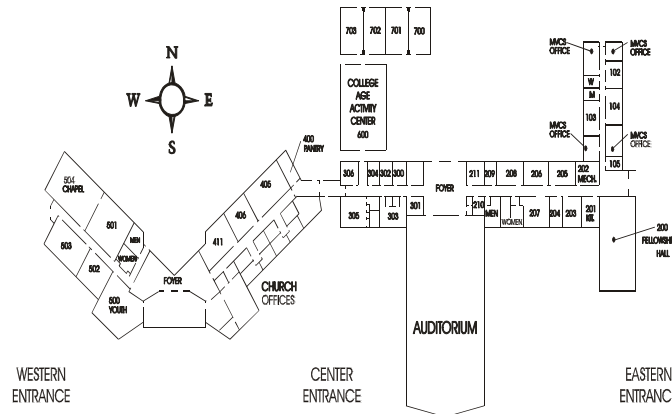 703 702 701 700
N
W E
S
COLLEGE
AGE
ACTIVITY
CENTER
600
MVCS
OFFICE
MVCS
OFFICE
W
M
102
103
104
MVCS
OFFICE
MVCS
OFFICE
105
400
PANTRY
504
CHAPEL
405
406
411
501
MEN
WOMEN
503
502
500
YOUTH
FOYER
CHURCH
OFFICES
306 304 302 300
305 303 301
FOYER
211 209 208 206 205 202
MECH.
210 MEN WOMEN 207 204 203 201
KIT.
200
FELLOWSHI
HALL
AUDITORIUM
WESTERN
ENTRANCE
CENTER
ENTRANCE
EASTERN
ENTRANC